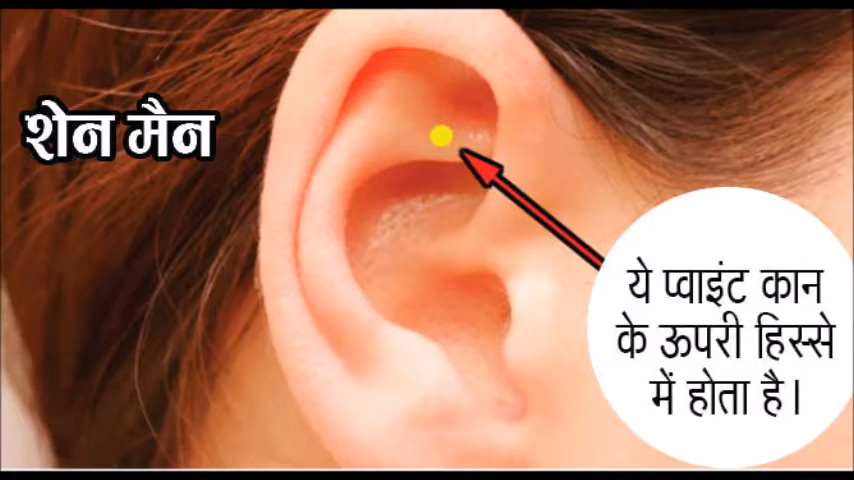 शेन मैन
ये प्वाइंट कान
के ऊपरी हिस्से
में होता है।